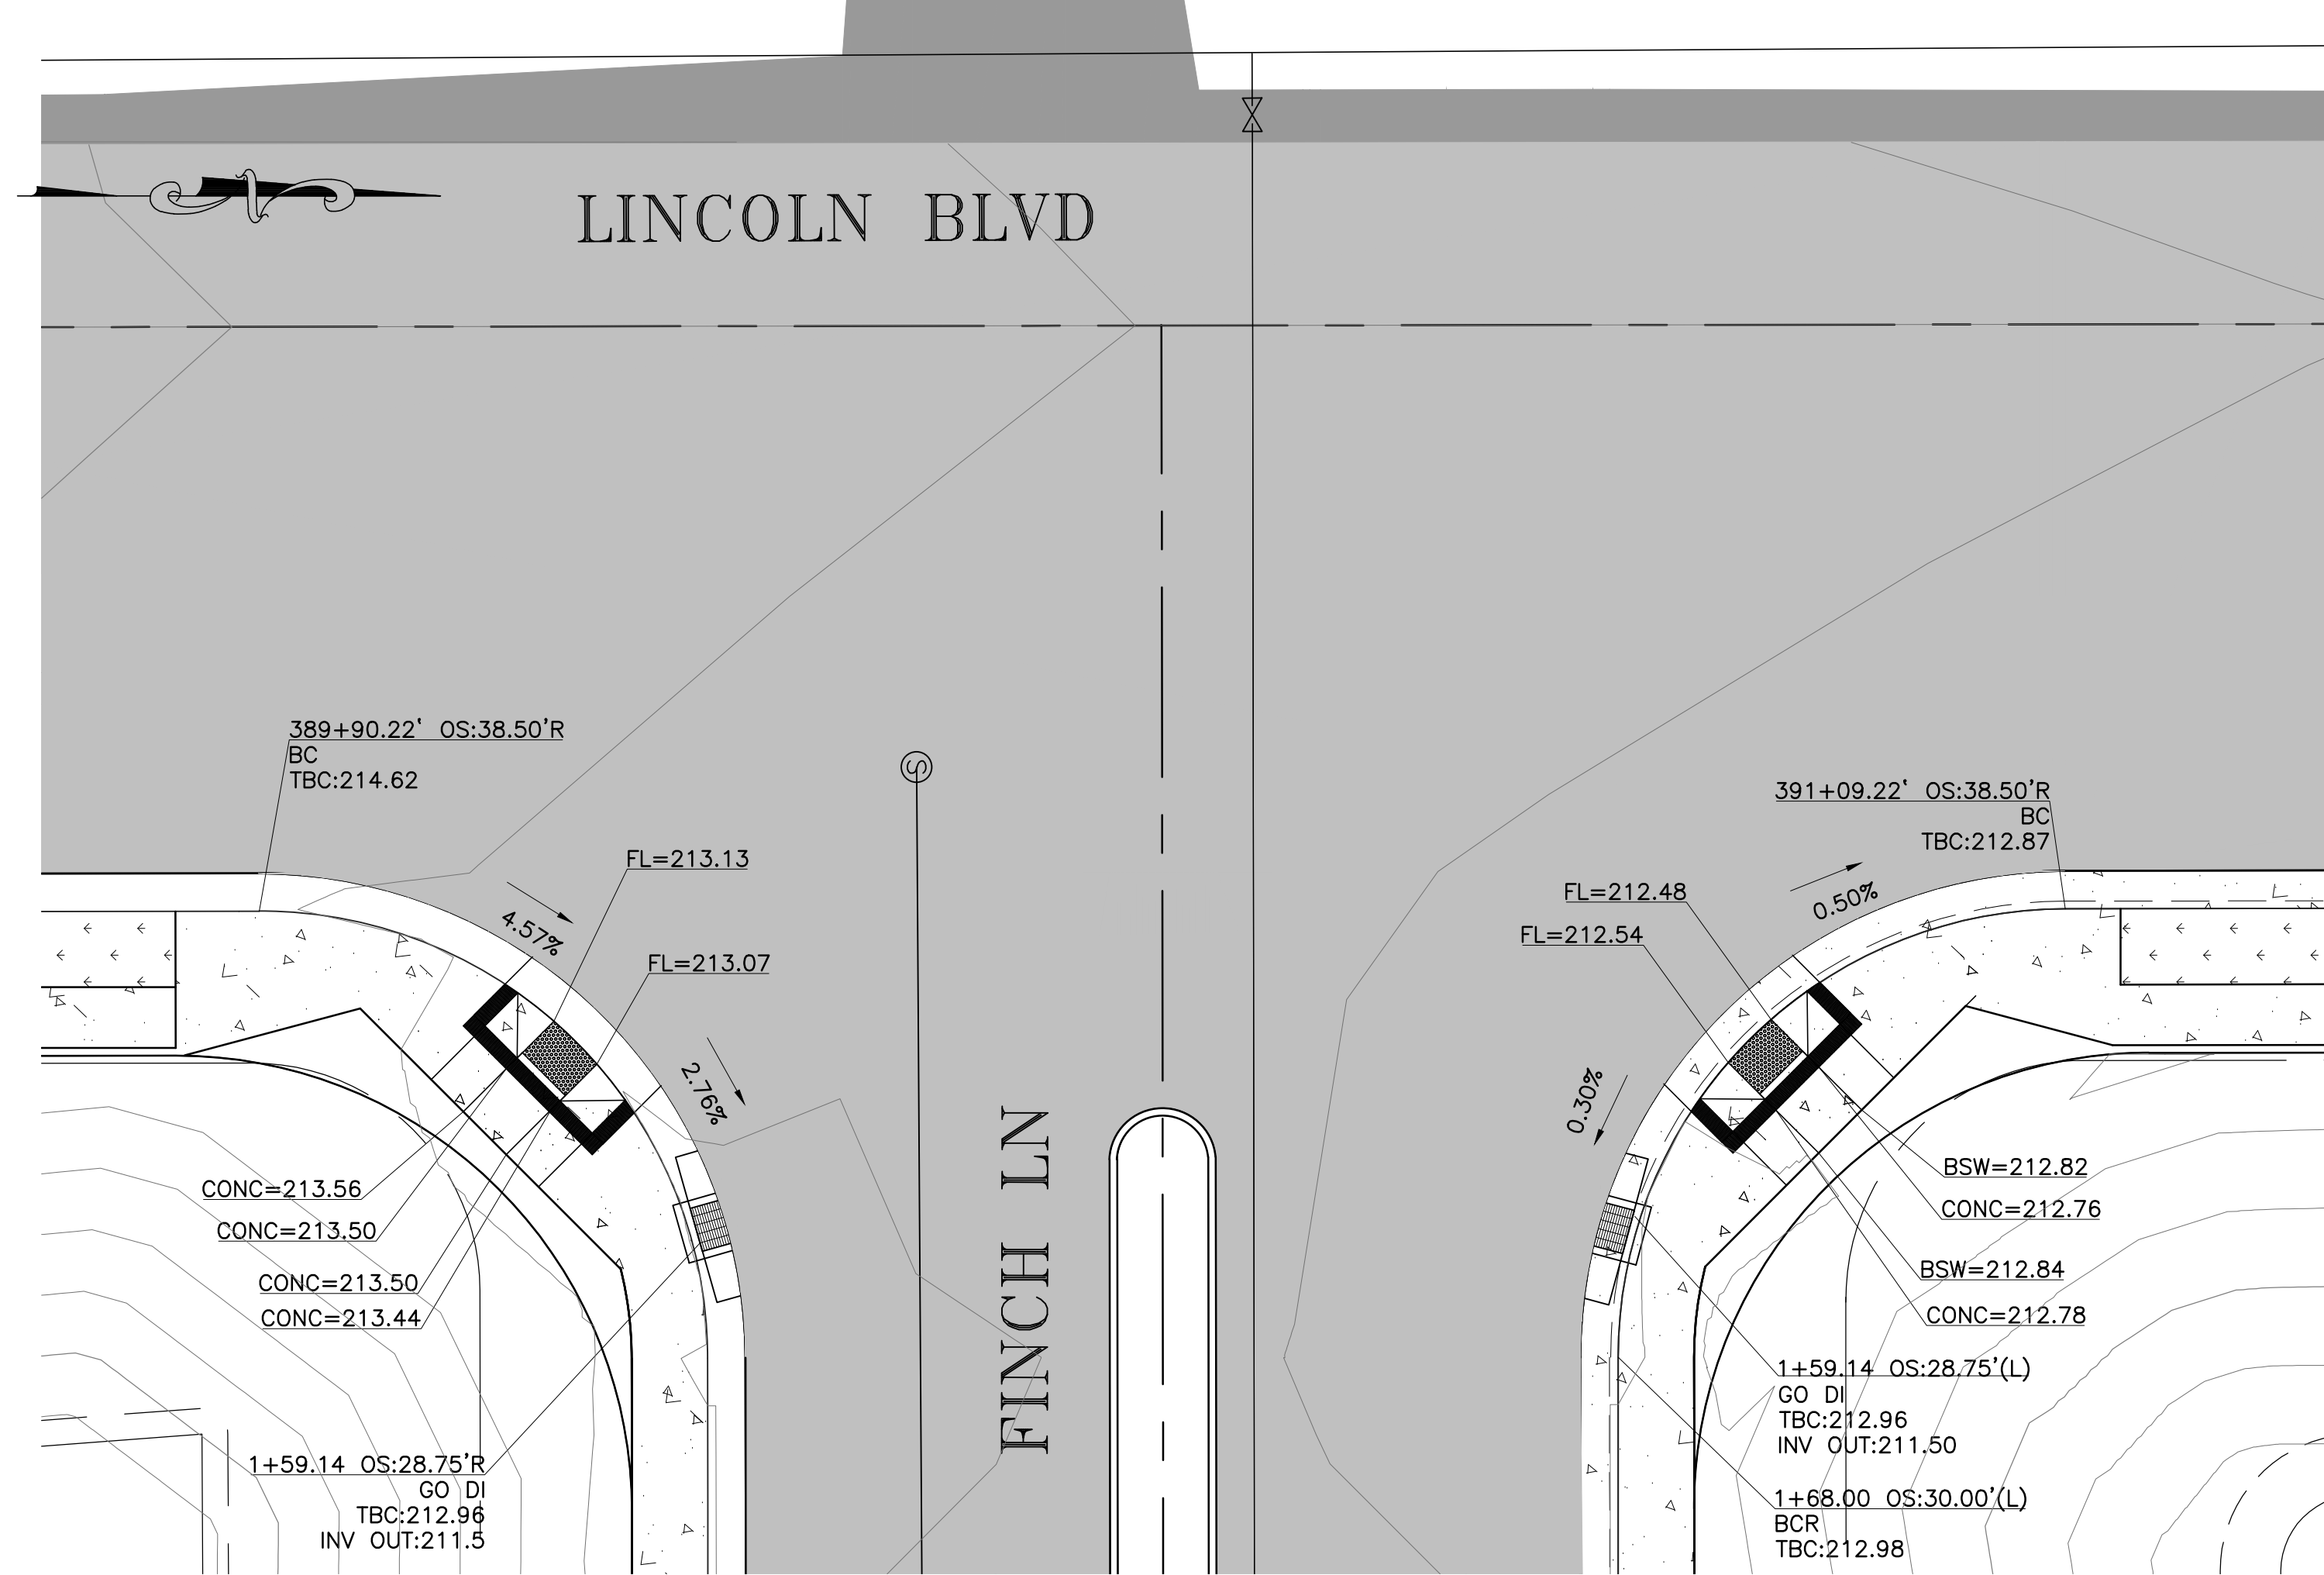 LINCOLN BLVD
389+90.22' OS:38.50'R
BC
TBC:214.62
391+09.22' OS:38.50'R
BC
TBC:212.87
FL=213.13
4.57%
FL=213.07
2.76%
FL=212.48
0.50%
FL=212.54
0.30%
S
FINCH LN
CONC=213.56
CONC=213.50
CONC=213.50
CONC=213.44
BSW=212.82
CONC=212.76
BSW=212.84
CONC=212.78
1+59.14 OS:28.75'R
GO DI
TBC:212.96
INV OUT:211.5
1+59.14 OS:28.75'(L)
GO DI
TBC:212.96
INV OUT:211.50
1+68.00 OS:30.00'(L)
BCR
TBC:212.98